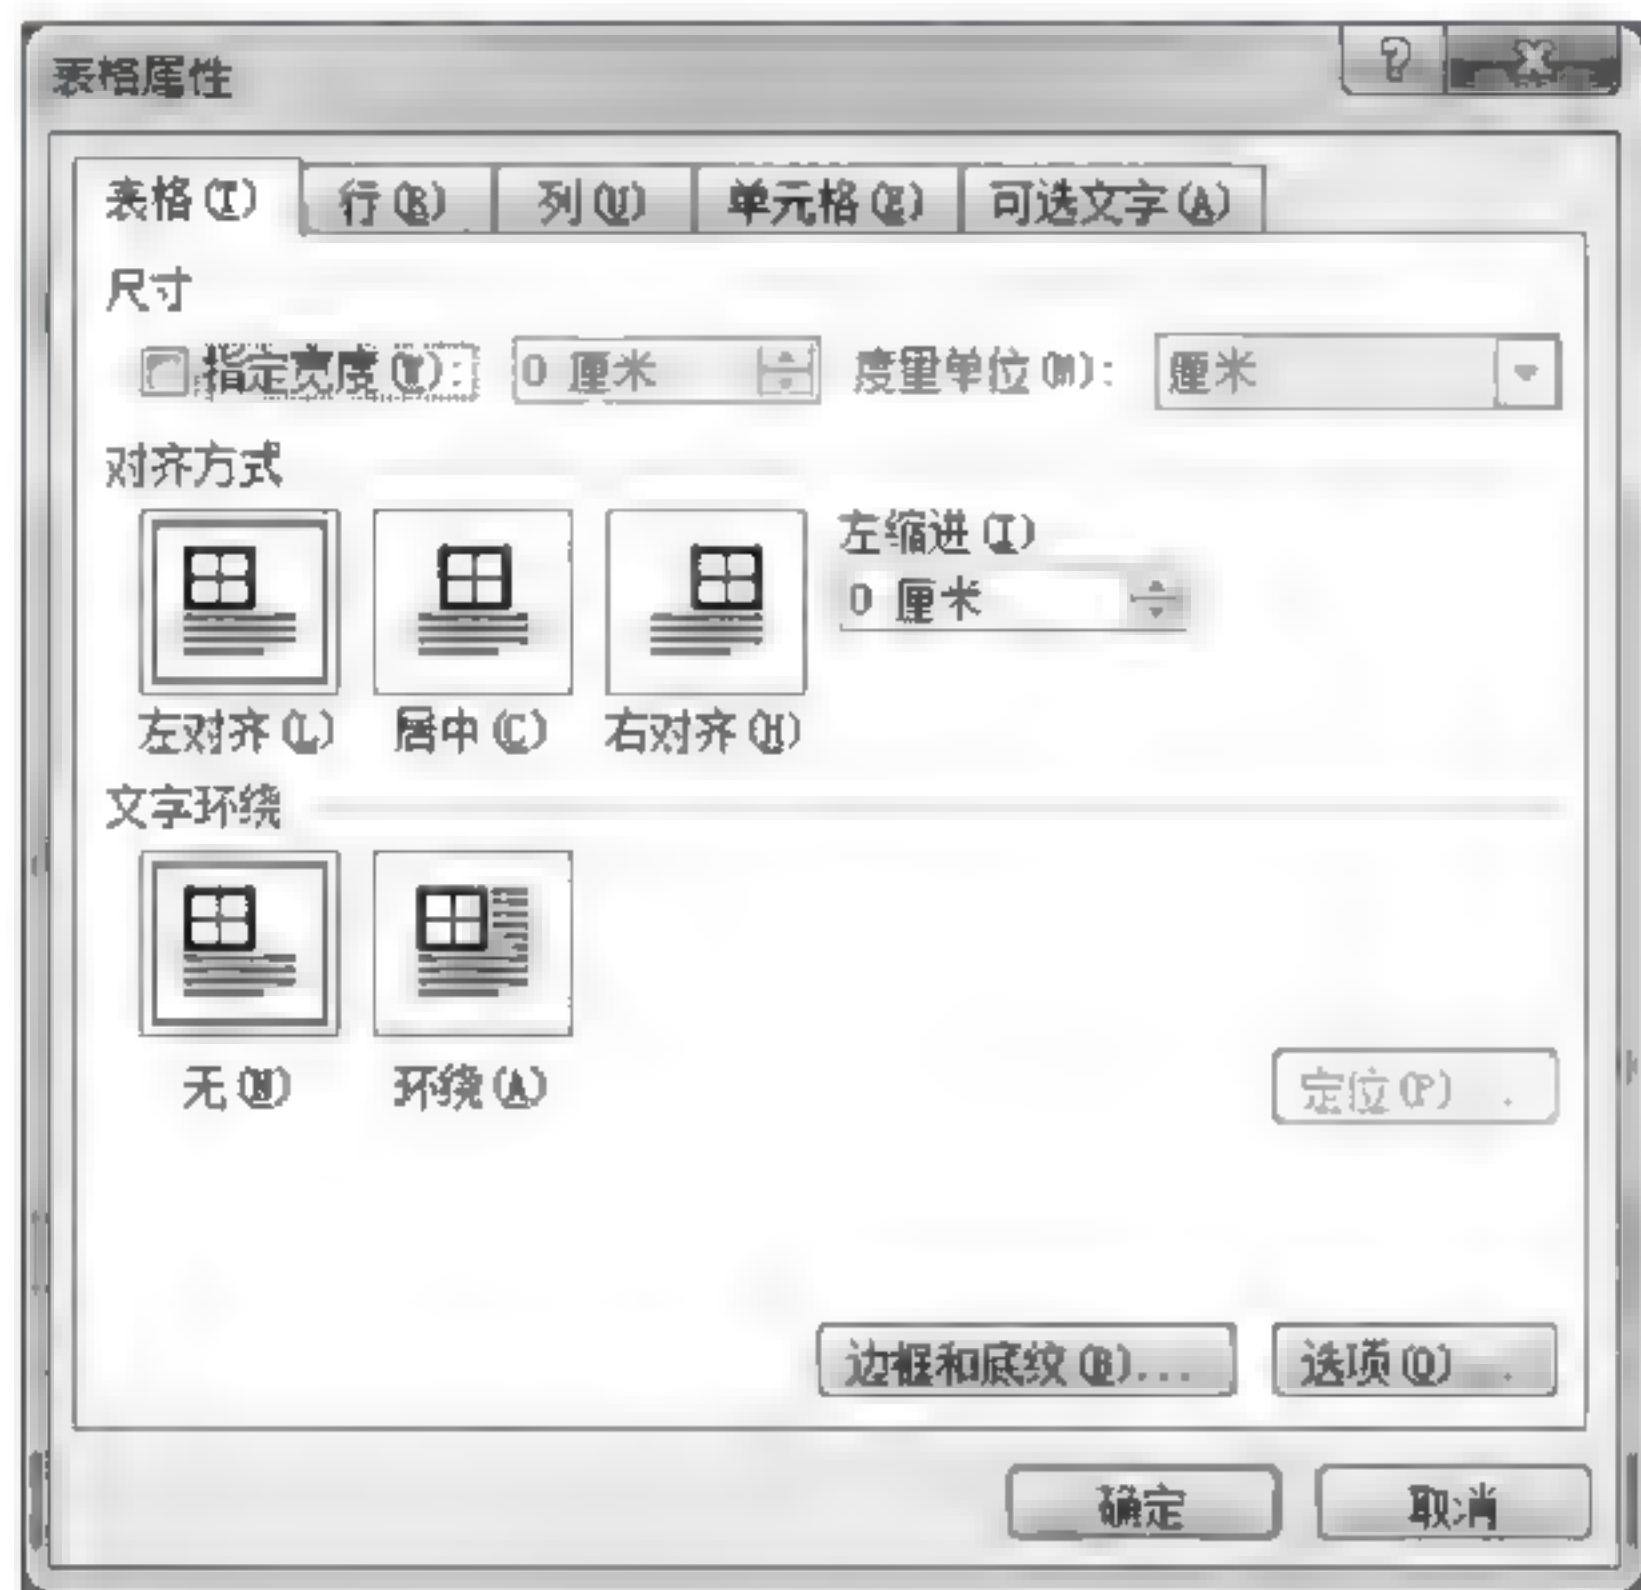 表格属性
表格(T) 行(R) 列(U) 单元格(E) 可选文字(A)
尺寸
指定宽度(W): 0 厘米 度量单位(M): 厘米
对齐方式
左缩进(I)
0 厘米
左对齐(L) 居中(C) 右对齐(H)
文字环绕
无(N) 环绕(A)
定位(P)
边框和底纹(B)... 选项(O)
确定 取消